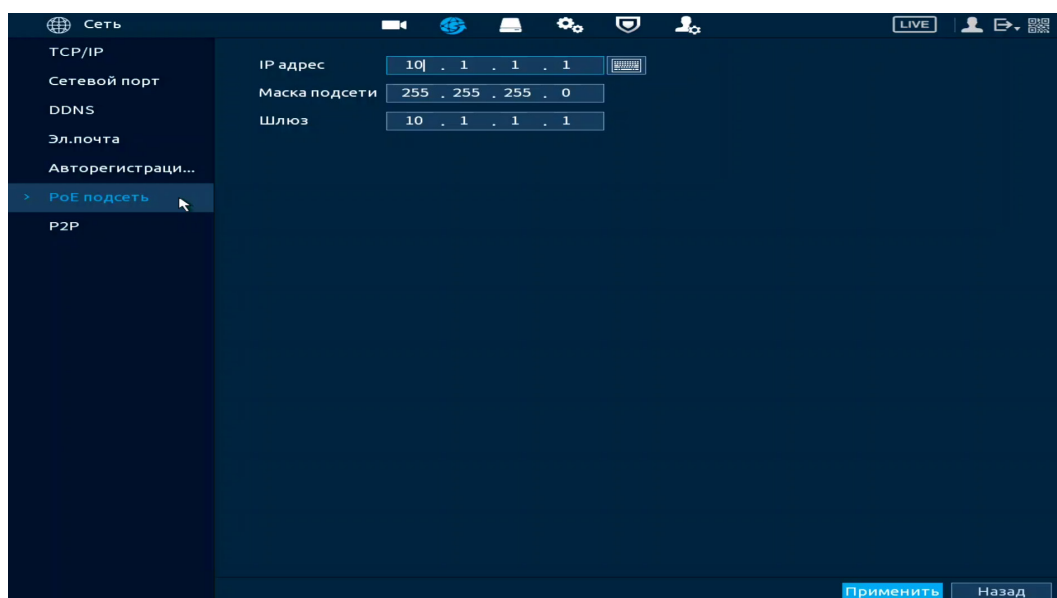 Сеть
LIVE
TCP/IP
Сетевой порт
DDNS
Эл.почта
Авторегистраци...
> PoE подсеть
P2P
IP адрес 10 . 1 . 1 . 1
Маска подсети 255 . 255 . 255 . 0
Шлюз 10 . 1 . 1 . 1
Применить Назад